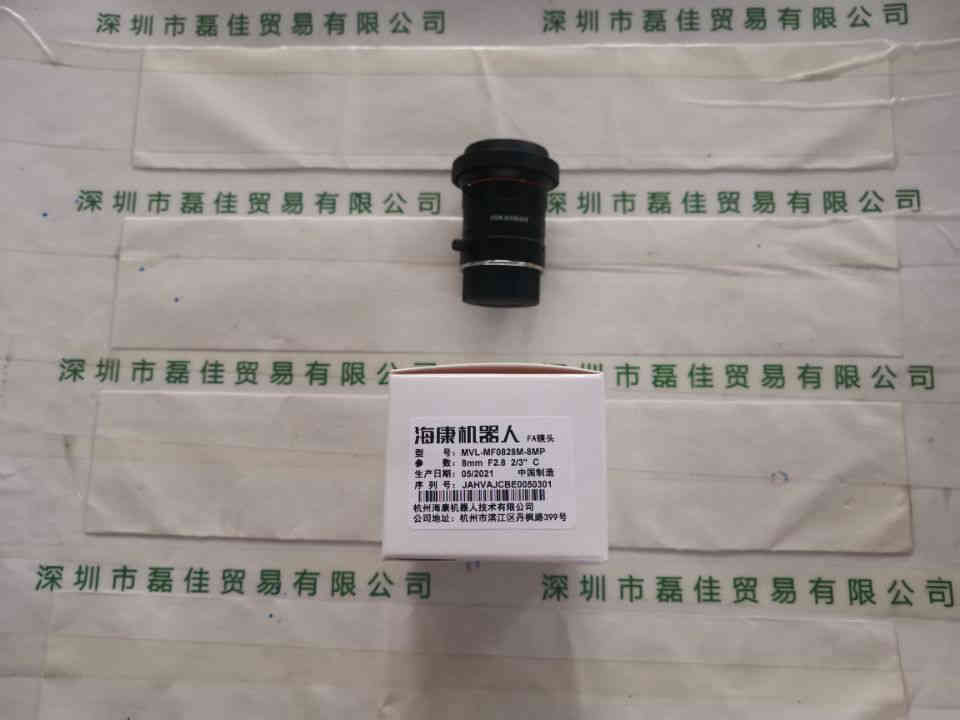 深圳市磊佳贸易有限公司 深圳市磊佳贸易有限公司
深圳市磊佳贸易有限公司 深圳市磊佳贸易有限公司
深圳市磊佳贸易有限 圳市磊佳贸易有限公司
海康机器人 FA镜头
型 号: MVL-MF0828M-8MP
参 数: 8mm F2.8 2/3" C
生产日期: 05/2021 中国制造
序 列 号: JAHVAJCBE0050301
杭州海康机器人技术有限公司
公司地址: 杭州市滨江区丹枫路399号
深圳市磊佳贸易有限公司 深圳市磊佳贸易有限公司